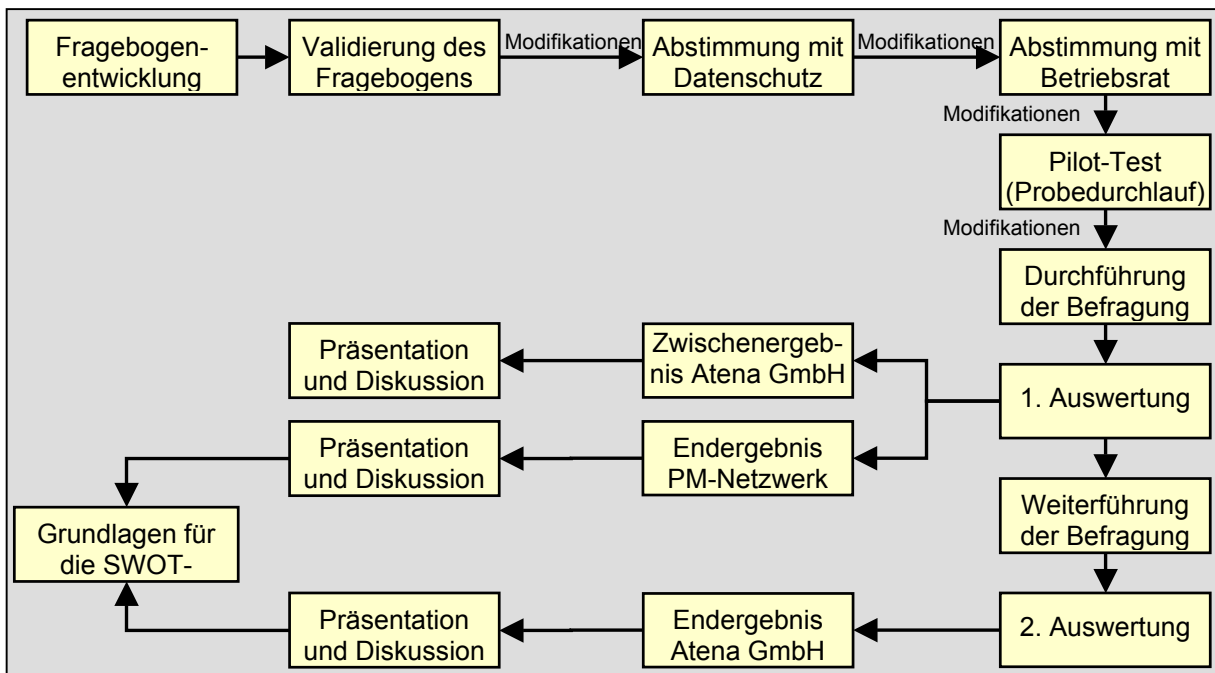 Fragebogen-
entwicklung
Validierung des
Fragebogens
Modifikationen
Abstimmung mit
Datenschutz
Modifikationen
Abstimmung mit
Betriebsrat
Modifikationen
Pilot-Test
(Probedurchlauf)
Modifikationen
Durchführung
der Befragung
1. Auswertung
Zwischenergeb-
nis Atena GmbH
Präsentation
und Diskussion
Endergebnis
PM-Netzwerk
Präsentation
und Diskussion
Weiterführung
der Befragung
2. Auswertung
Endergebnis
Atena GmbH
Präsentation
und Diskussion
Grundlagen für
die SWOT-